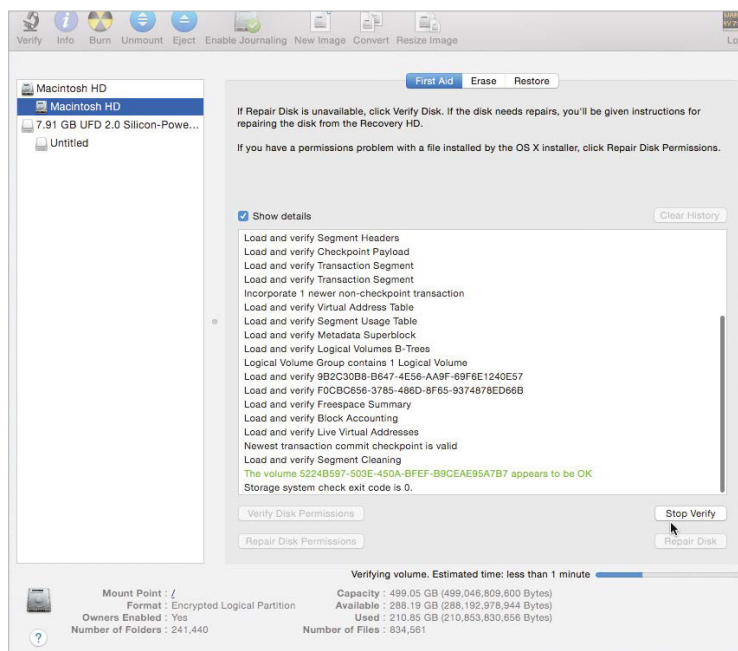 Verify Info Burn Unmount Eject Enable Journaling New Image Convert Resize Image
Macintosh HD
Macintosh HD
7.91 GB UFD 2.0 Silicon-Powe...
Untitled
First Aid Erase Restore
If Repair Disk is unavailable, click Verify Disk. If the disk needs repairs, you'll be given instructions for
repairing the disk from the Recovery HD.
If you have a permissions problem with a file installed by the OS X installer, click Repair Disk Permissions.
Show details
Clear History
Load and verify Segment Headers
Load and verify Checkpoint Payload
Load and verify Transaction Segment
Load and verify Transaction Segment
Incorporate 1 newer non-checkpoint transaction
Load and verify Virtual Address Table
Load and verify Segment Usage Table
Load and verify Metadata Superblock
Load and verify Logical Volumes B-Trees
Logical Volume Group contains 1 Logical Volume
Load and verify 9B2C30B8-B647-4E56-AA9F-69F6E1240E57
Load and verify F0CBC656-3785-486D-8F65-9374878ED66B
Load and verify Freespace Summary
Load and verify Block Accounting
Load and verify Live Virtual Addresses
Newest transaction commit checkpoint is valid
Load and verify Segment Cleaning
The volume 5224B597-503E-450A-BFEF-B9CEAE95A7B7 appears to be OK
Storage system check exit code is 0.
Verify Disk Permissions
Stop Verify
Repair Disk Permissions
Repair Disk
Verifying volume. Estimated time: less than 1 minute
Mount Point : /
Format : Encrypted Logical Partition
Owners Enabled : Yes
Number of Folders : 241,440
Capacity : 499.05 GB (499,046,809,600 Bytes)
Available : 288.19 GB (288,192,978,944 Bytes)
Used : 210.85 GB (210,853,830,656 Bytes)
Number of Files : 834,561
?